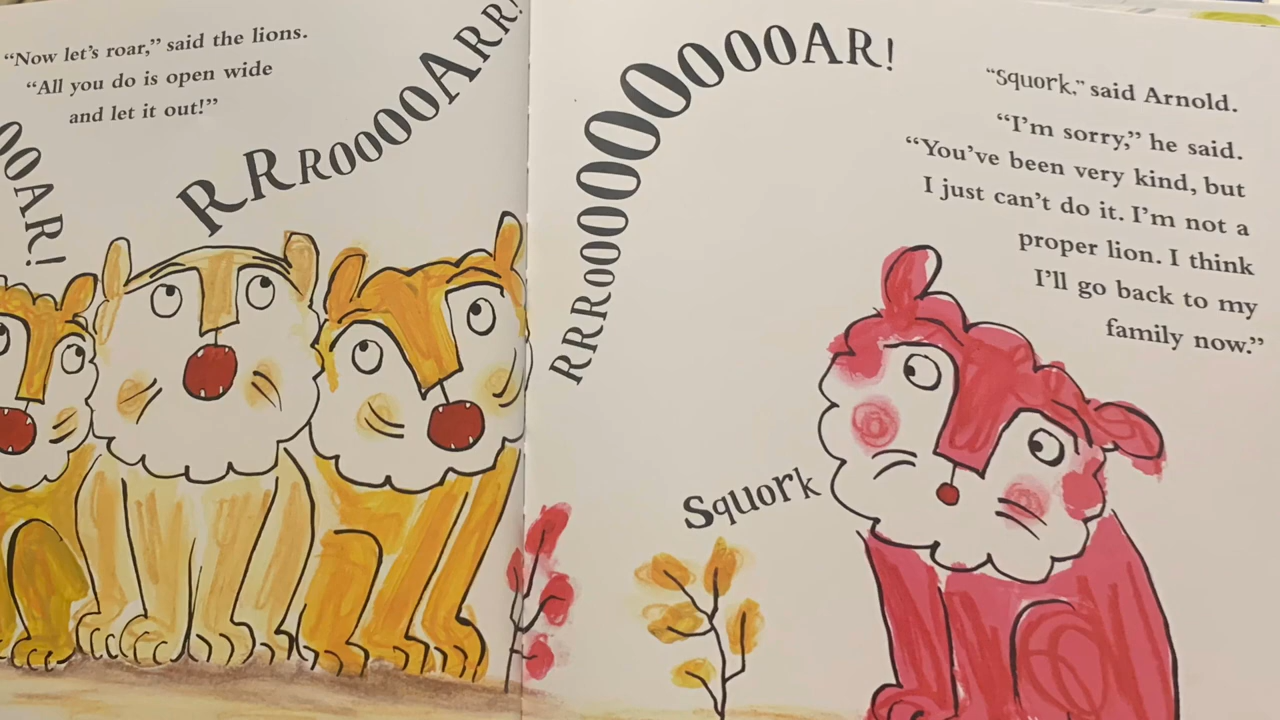 “Now let’s roar,” said the lions.
“All you do is open wide
and let it out!”
OOAR!
RRROOOOARR!
RRRoooOOOOOOOOAR!
“Squork,” said Arnold.
“I’m sorry,” he said.
“You’ve been very kind, but
I just can’t do it. I’m not a
proper lion. I think
I’ll go back to my
family now.”
Squork